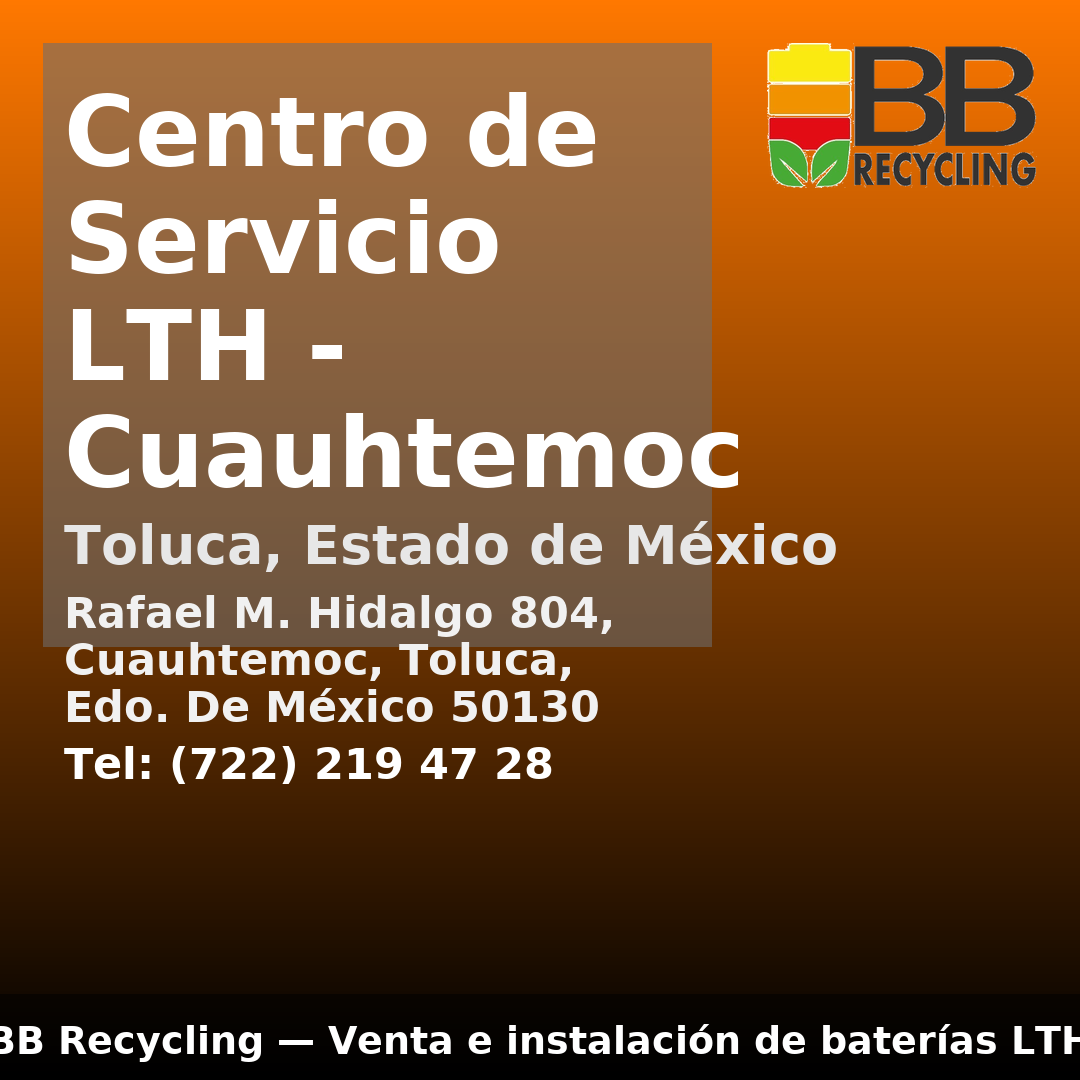 Centro de
Servicio
LTH -
Cuauhtemoc
Toluca, Estado de México
Rafael M. Hidalgo 804,
Cuauhtemoc, Toluca,
Edo. De México 50130
Tel: (722) 219 47 28
BB
RECYCLING
BB Recycling — Venta e instalación de baterías LTH